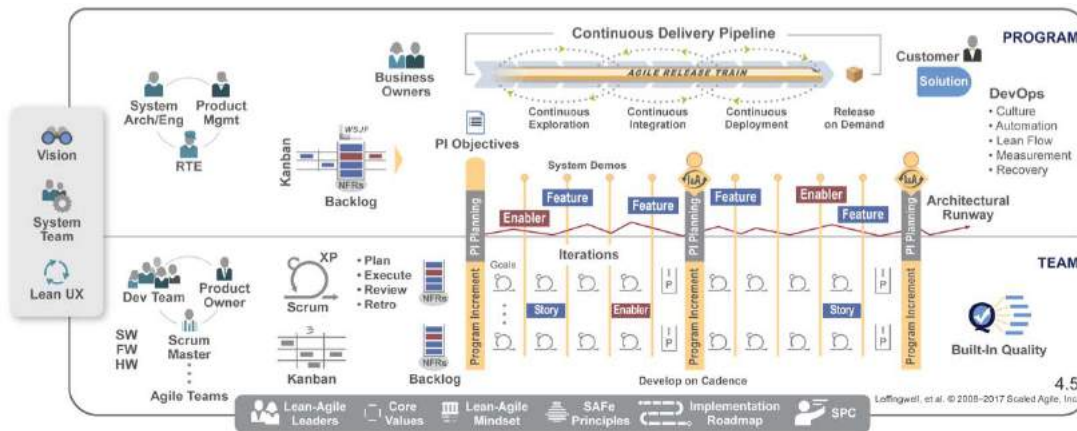 Continuous Delivery Pipeline
PROGRAM
Business
Owners
AGILE RELEASE TRAIN
Customer
Solution
System
Arch/Eng
Product
Mgmt
RTE
Continuous
Exploration
Continuous
Integration
Continuous
Deployment
Release
on Demand
DevOps
• Culture
• Automation
• Lean Flow
• Measurement
• Recovery
Vision
System
Team
Lean UX
Kanban
WSJF
NFRs
Backlog
PI Objectives
System Demos
I&A
I&A
PI Planning
Enabler
Feature
Feature
PI Planning
Feature
Enabler
Feature
PI Planning
Architectural
Runway
TEAM
Dev Team
Product
Owner
Scrum
Master
SW
FW
HW
Agile Teams
XP
Scrum
• Plan
• Execute
• Review
• Retro
Kanban
NFRs
NFRs
Backlog
Program Increment
Goals
Iterations
Story
Enabler
I
P
I
P
Program Increment
Story
I
P
I
P
Program Increment
Develop on Cadence
Built-In Quality
4.5
Leffingwell, et al. © 2008–2017 Scaled Agile, Inc.
Lean-Agile
Leaders
Core
Values
Lean-Agile
Mindset
SAFe
Principles
Implementation
Roadmap
SPC